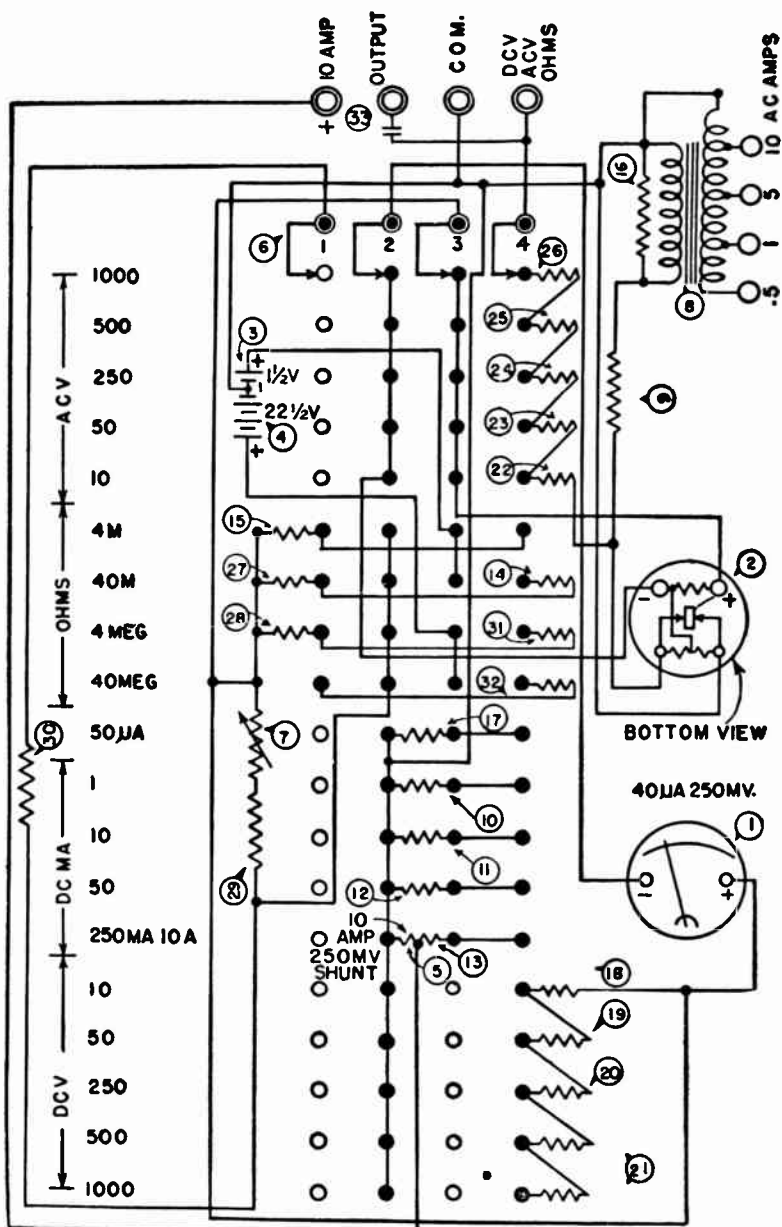 10 AMP
OUTPUT
COM.
DCV
ACV
OHMS
+
33
16
10
5
1
.5
AC AMPS
8
9
6
1
2
3
4
26
1000
500
250
50
10
ACV
3
+
1½V
22½V
4
+
25
24
23
22
4M
40M
4 MEG
40MEG
OHMS
15
27
28
14
31
32
2
-
+
BOTTOM VIEW
50µA
1
10
50
250MA 10A
DC MA
30
7
29
17
10
11
12
10
AMP
250MV
SHUNT
5
13
40µA 250MV.
1
-
+
10
50
250
500
1000
DCV
18
19
20
21